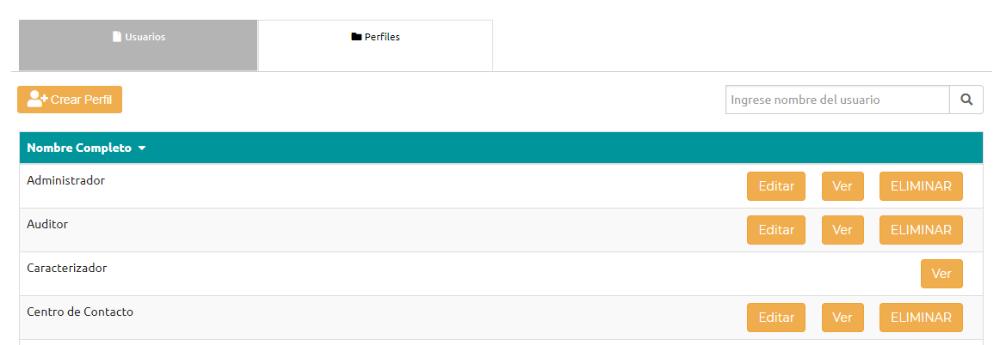 Usuarios
Perfiles
Crear Perfil
Ingrese nombre del usuario
Nombre Completo
Administrador Editar Ver ELIMINAR
Auditor Editar Ver ELIMINAR
Caracterizador Ver
Centro de Contacto Editar Ver ELIMINAR